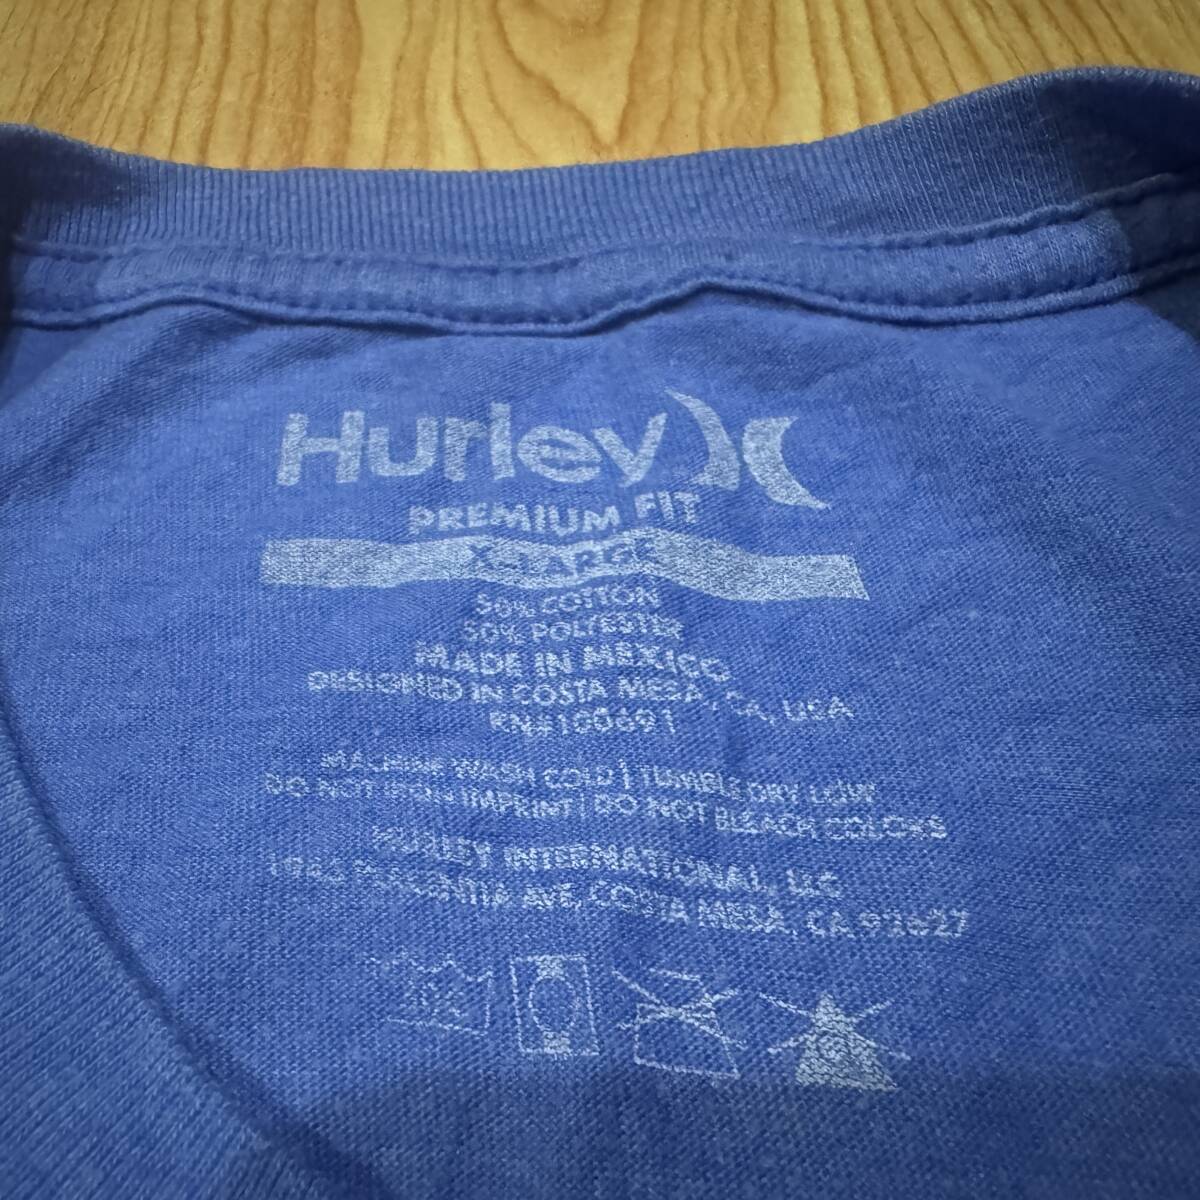 Hurley
PREMIUM FIT
X-LARGE
50% COTTON
50% POLYESTER
MADE IN MEXICO
DESIGNED IN COSTA MESA, CA, USA
RN#100691
MACHINE WASH COLD | TUMBLE DRY LOW
DO NOT IRON IMPRINT | DO NOT BLEACH COLORS
HURLEY INTERNATIONAL, LLC
PLACENTIA AVE, COSTA MESA, CA 92627